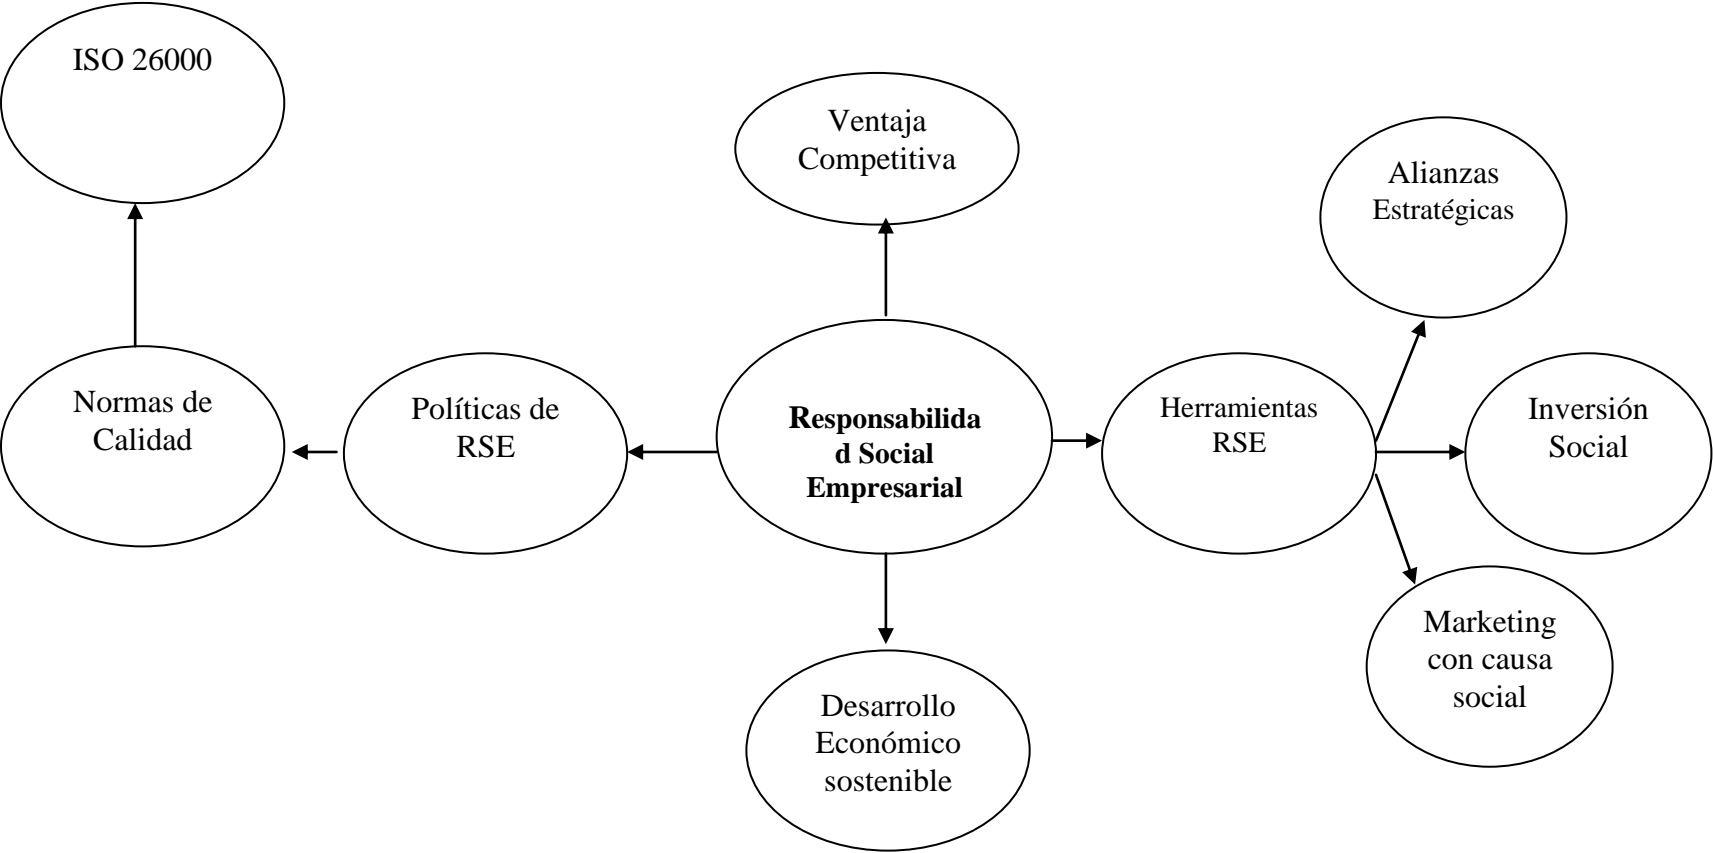 ISO 26000
Ventaja
Competitiva
Alianzas
Estratégicas
Normas de
Calidad
Políticas de
RSE
Responsabilida
d Social
Empresarial
Herramientas
RSE
Inversión
Social
Marketing
con causa
social
Desarrollo
Económico
sostenible